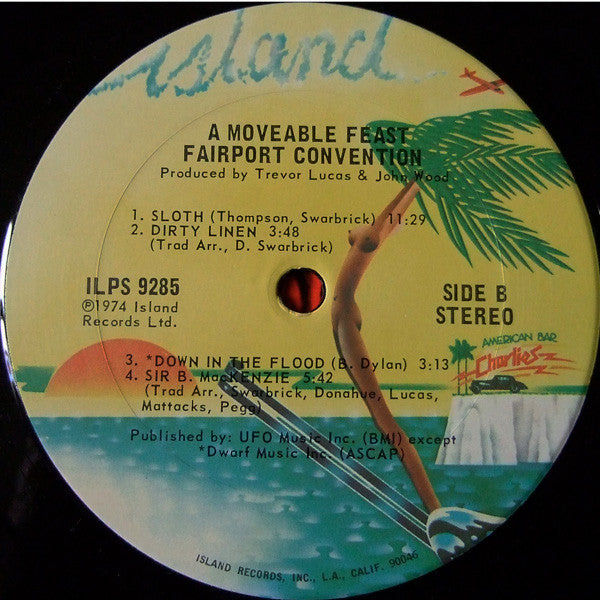 island
A MOVEABLE FEAST
FAIRPORT CONVENTION
Produced by Trevor Lucas & John Wood
1. SLOTH (Thompson, Swarbrick) 11:29
2. DIRTY LINEN 3:48
(Trad Arr., D. Swarbrick)
ILPS 9285
℗1974 Island
Records Ltd.
SIDE B
STEREO
AMERICAN BAR
Charlies
3. *DOWN IN THE FLOOD (B. Dylan) 3:13
4. SIR B. MacKENZIE 5:42
(Trad Arr., Swarbrick, Donahue, Lucas,
Mattacks, Pegg)
Published by: UFO Music Inc. (BMI) except
*Dwarf Music Inc. (ASCAP)
ISLAND RECORDS, INC., L.A., CALIF. 90046